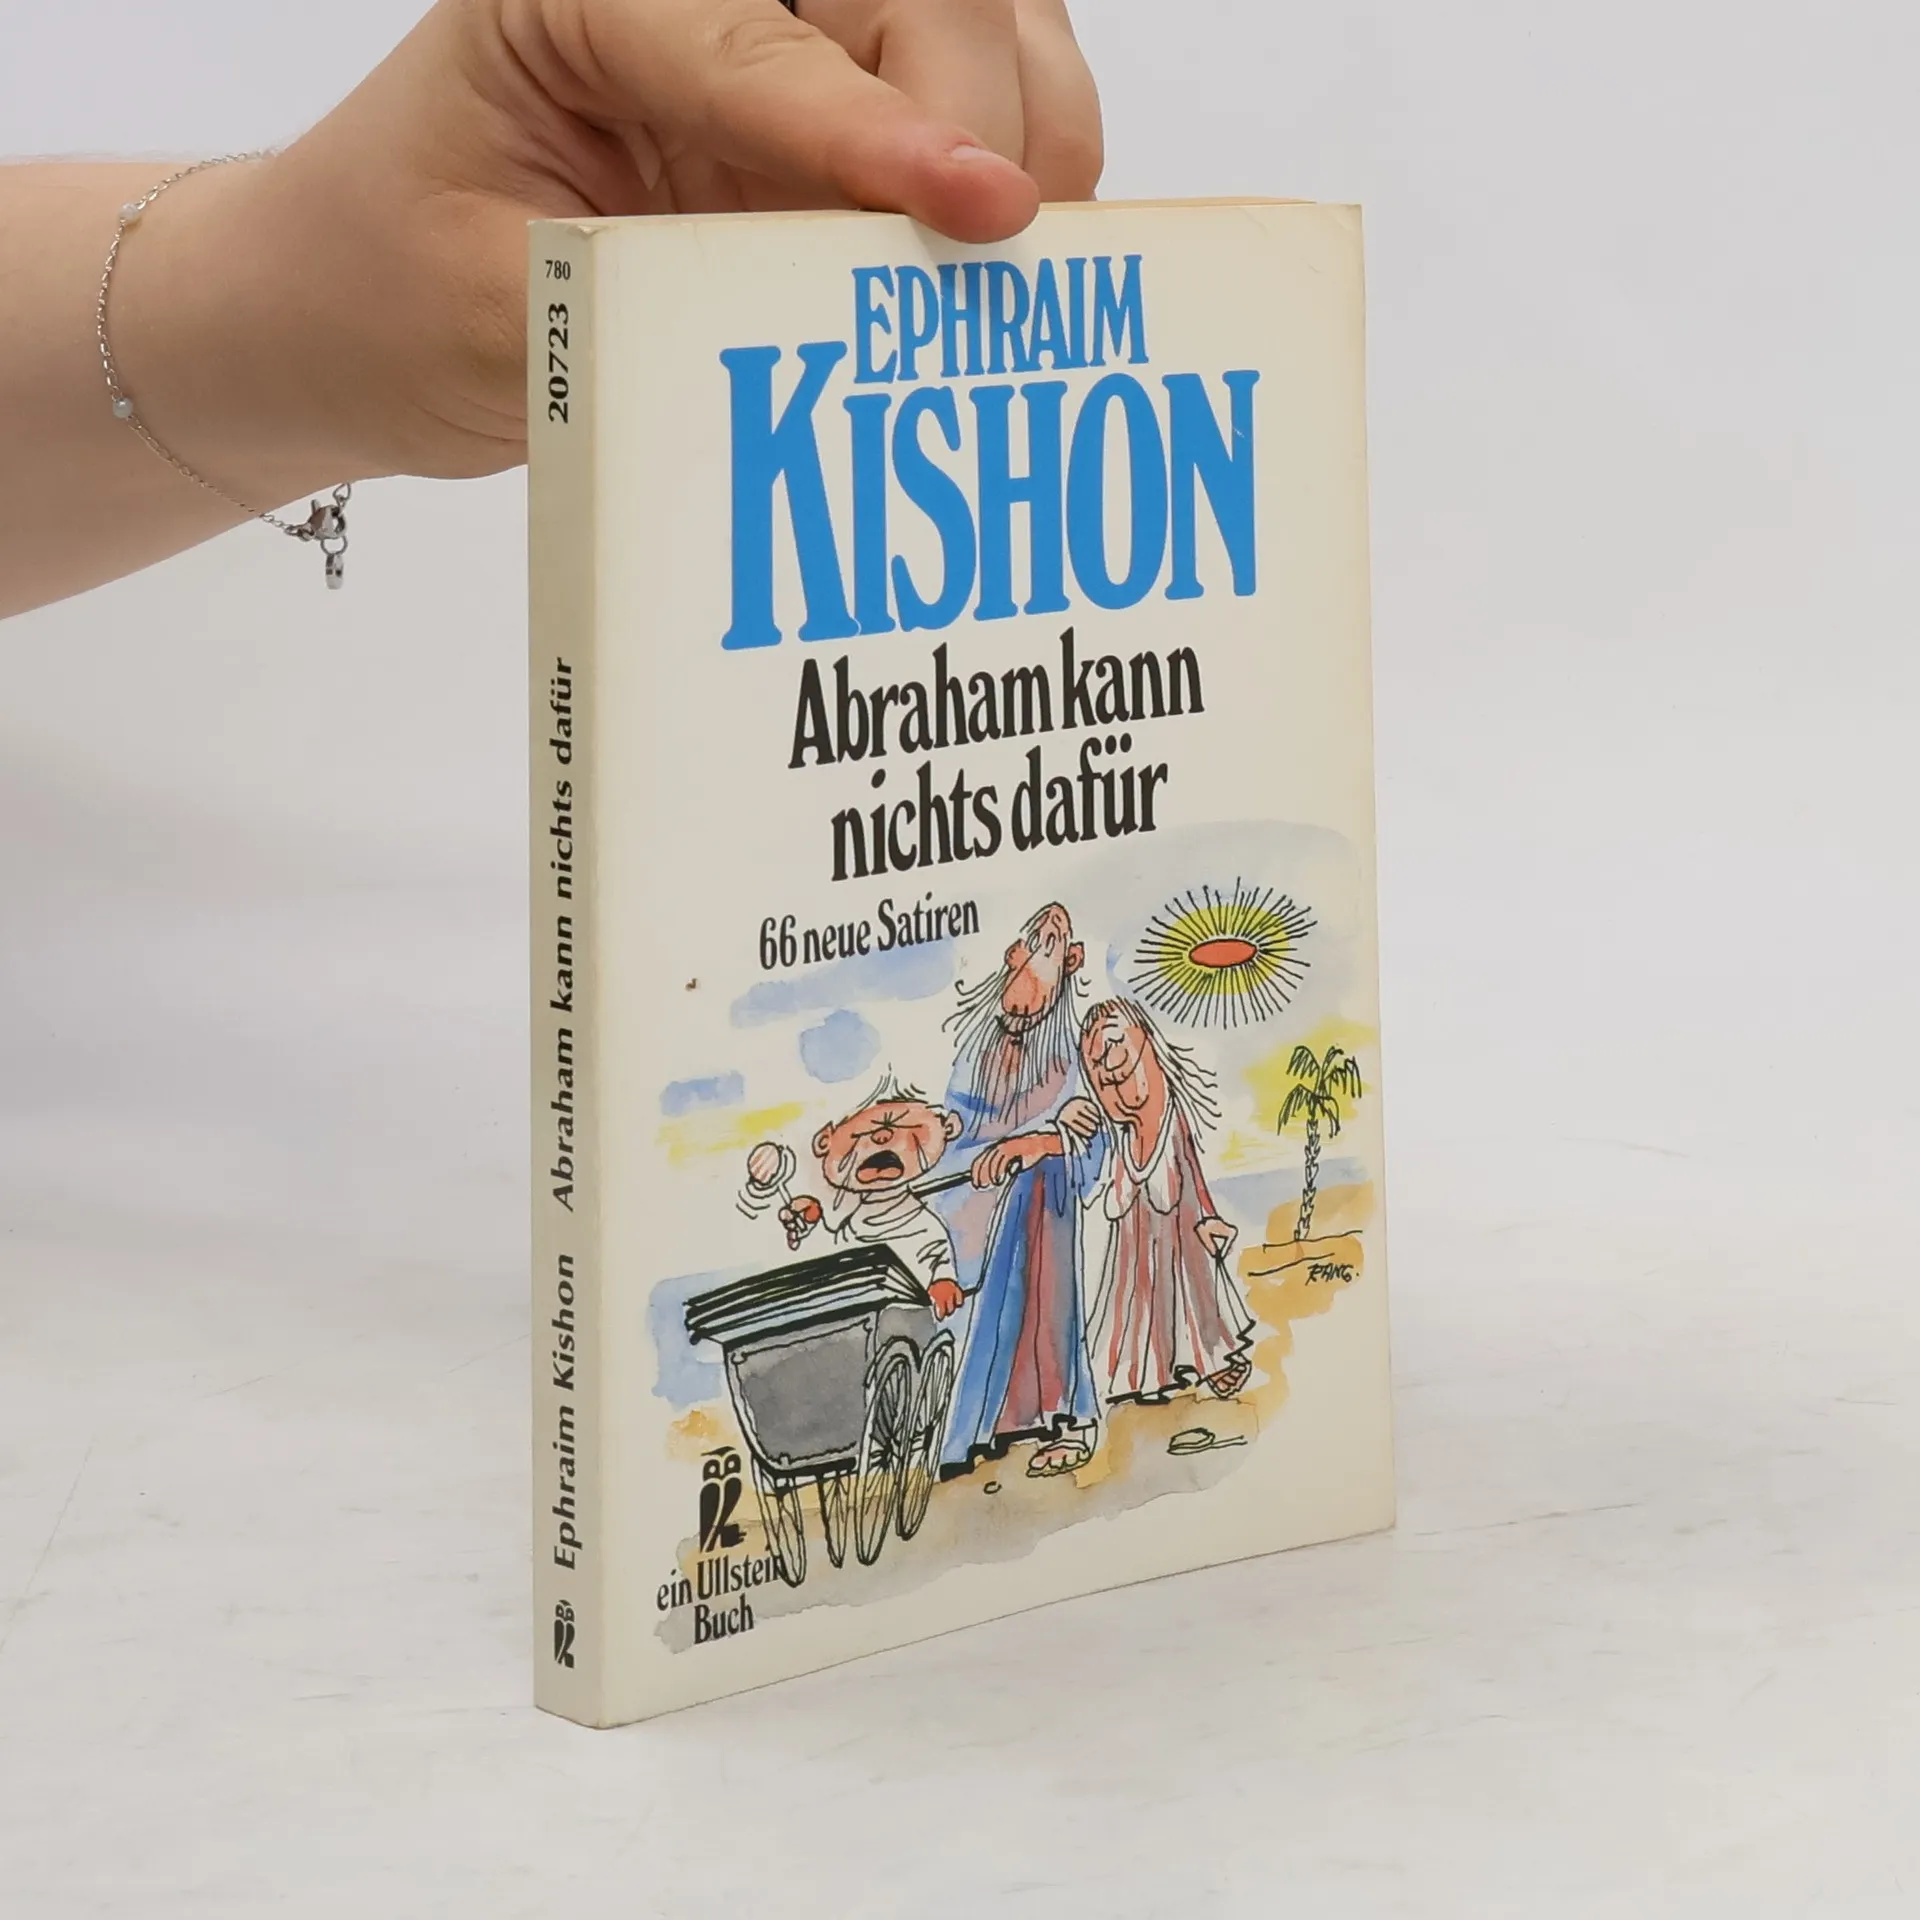 780
20723
Ephraim Kishon Abraham kann nichts dafür
EPHRAIM
KISHON
Abraham kann
nichts dafür
66 neue Satiren
RANG.
ein Ullstein
Buch